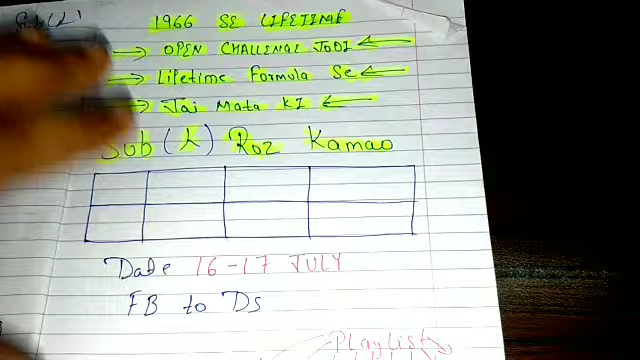 1966 SE LIFETIME
OPEN CHALLENGE JODI
Lifetime Formula Se
Jai Mata KI
Sub (λ) Roz Kamao
Date 16-17 JULY
FB to Ds
PlayList